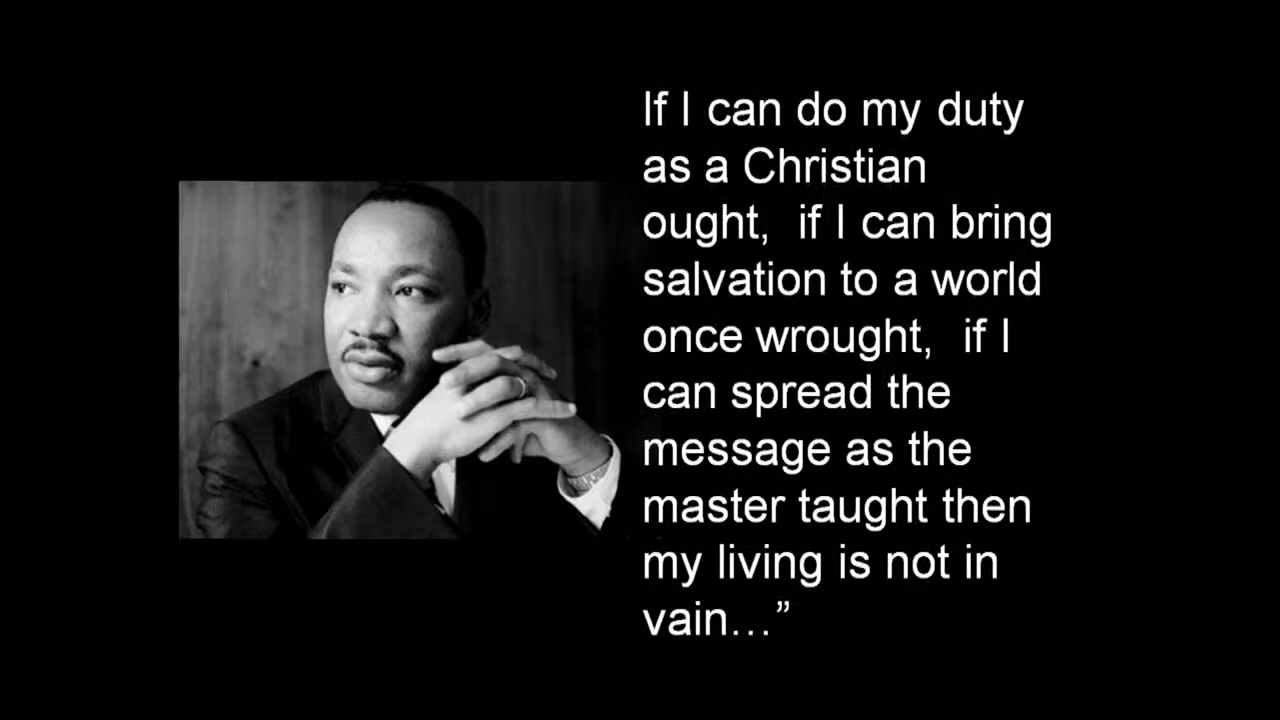 If I can do my duty
as a Christian
ought,  if I can bring
salvation to a world
once wrought,  if I
can spread the
message as the
master taught then
my living is not in
vain…”